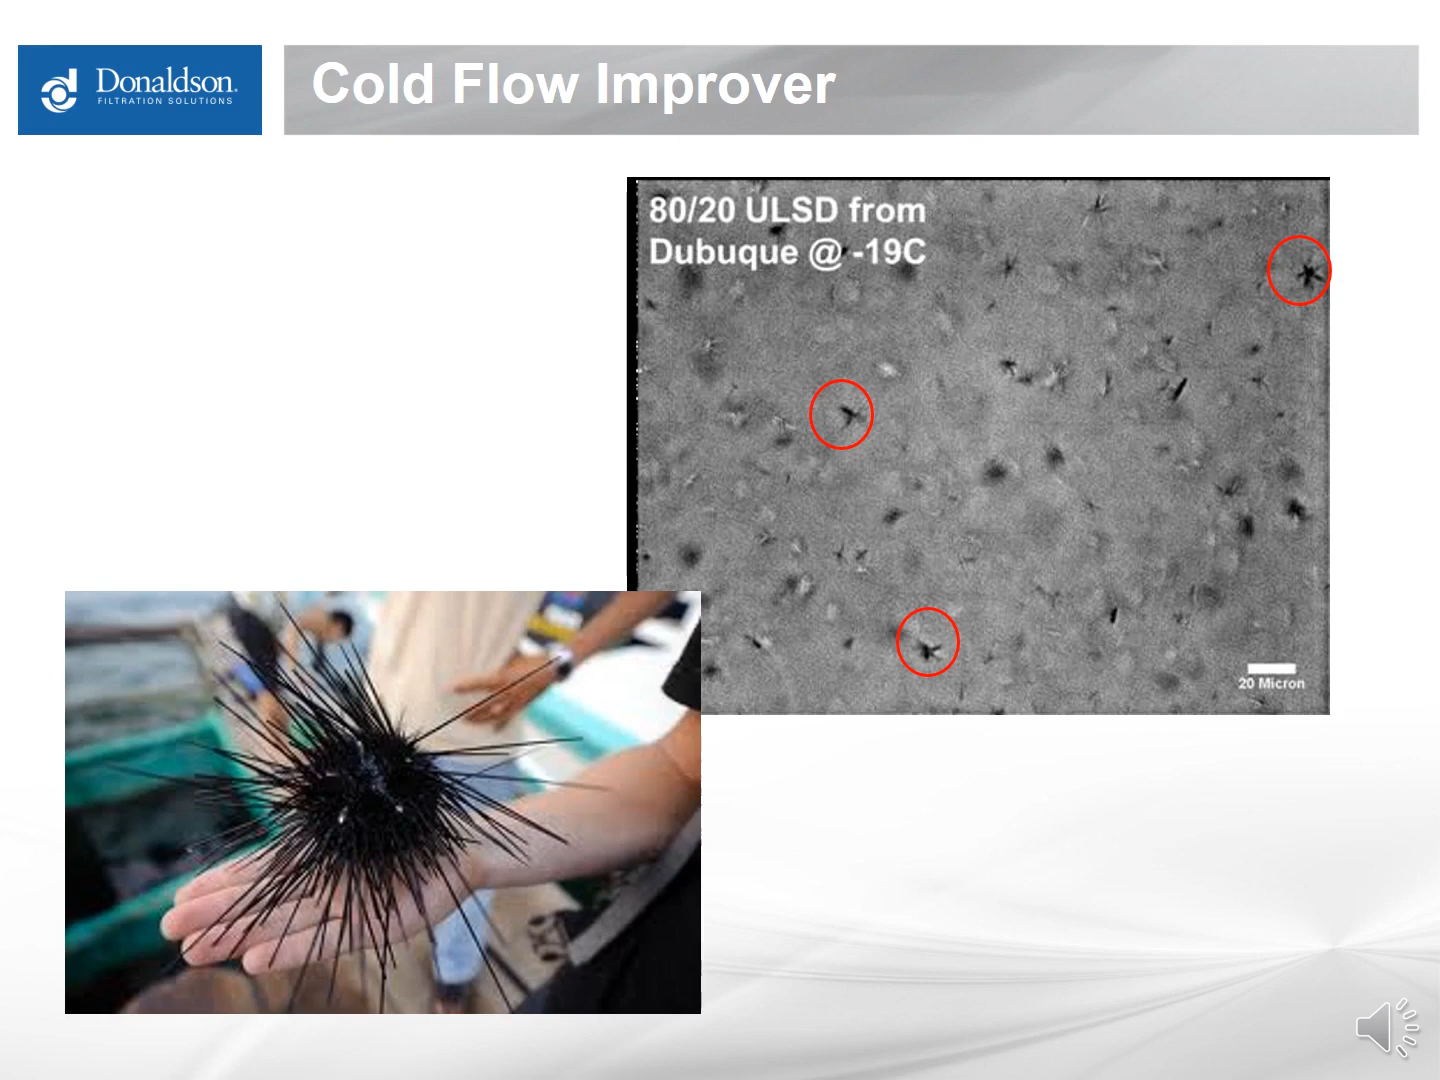 Donaldson.
FILTRATION SOLUTIONS
Cold Flow Improver
80/20 ULSD from
Dubuque @ -19C
20 Micron